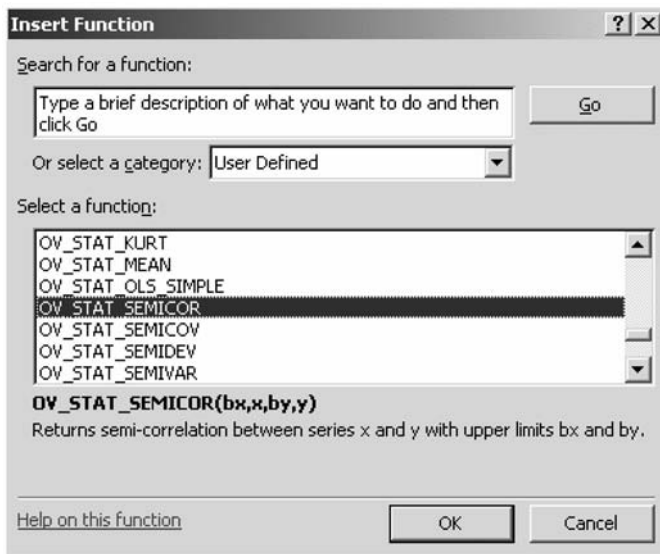 Insert Function
Search for a function:
Type a brief description of what you want to do and then
click Go
Go
Or select a category: User Defined
Select a function:
OV_STAT_KURT
OV_STAT_MEAN
OV_STAT_OLS_SIMPLE
OV_STAT_SEMICOR
OV_STAT_SEMICOV
OV_STAT_SEMIDEV
OV_STAT_SEMIVAR
OV_STAT_SEMICOR(bx,x,by,y)
Returns semi-correlation between series x and y with upper limits bx and by.
Help on this function
OK
Cancel